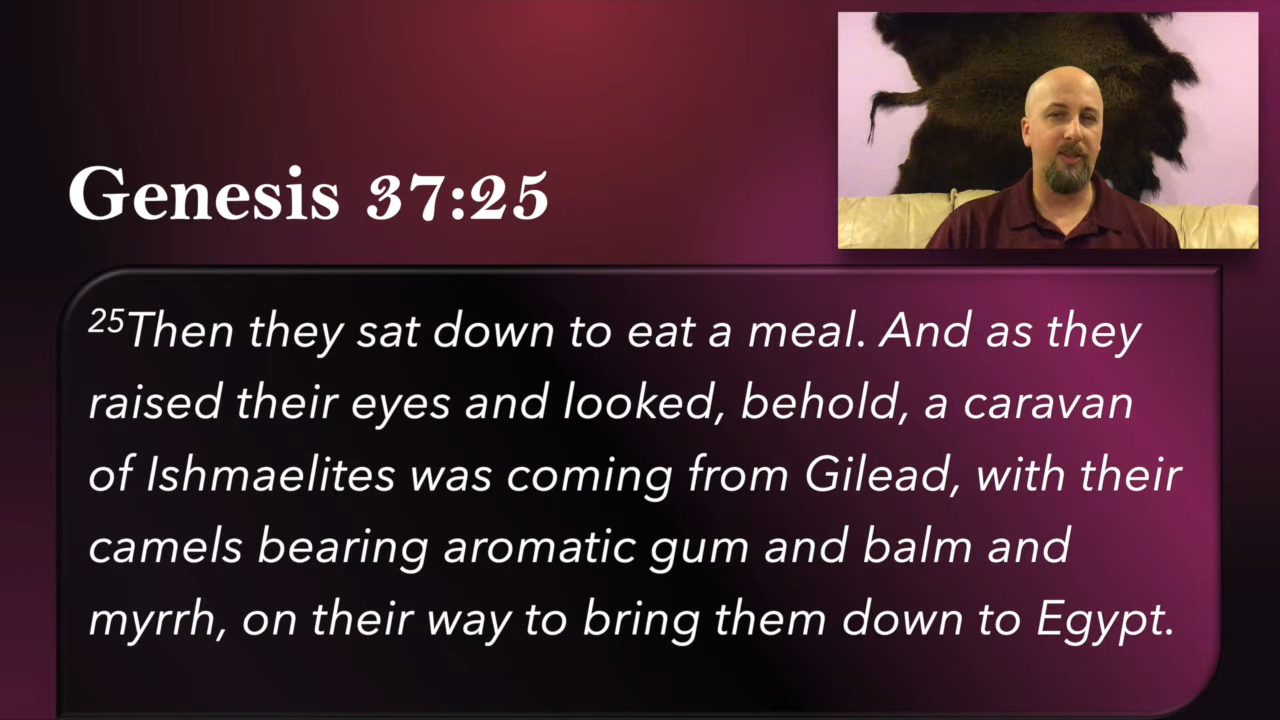 Genesis 37:25
25Then they sat down to eat a meal. And as they
raised their eyes and looked, behold, a caravan
of Ishmaelites was coming from Gilead, with their
camels bearing aromatic gum and balm and
myrrh, on their way to bring them down to Egypt.